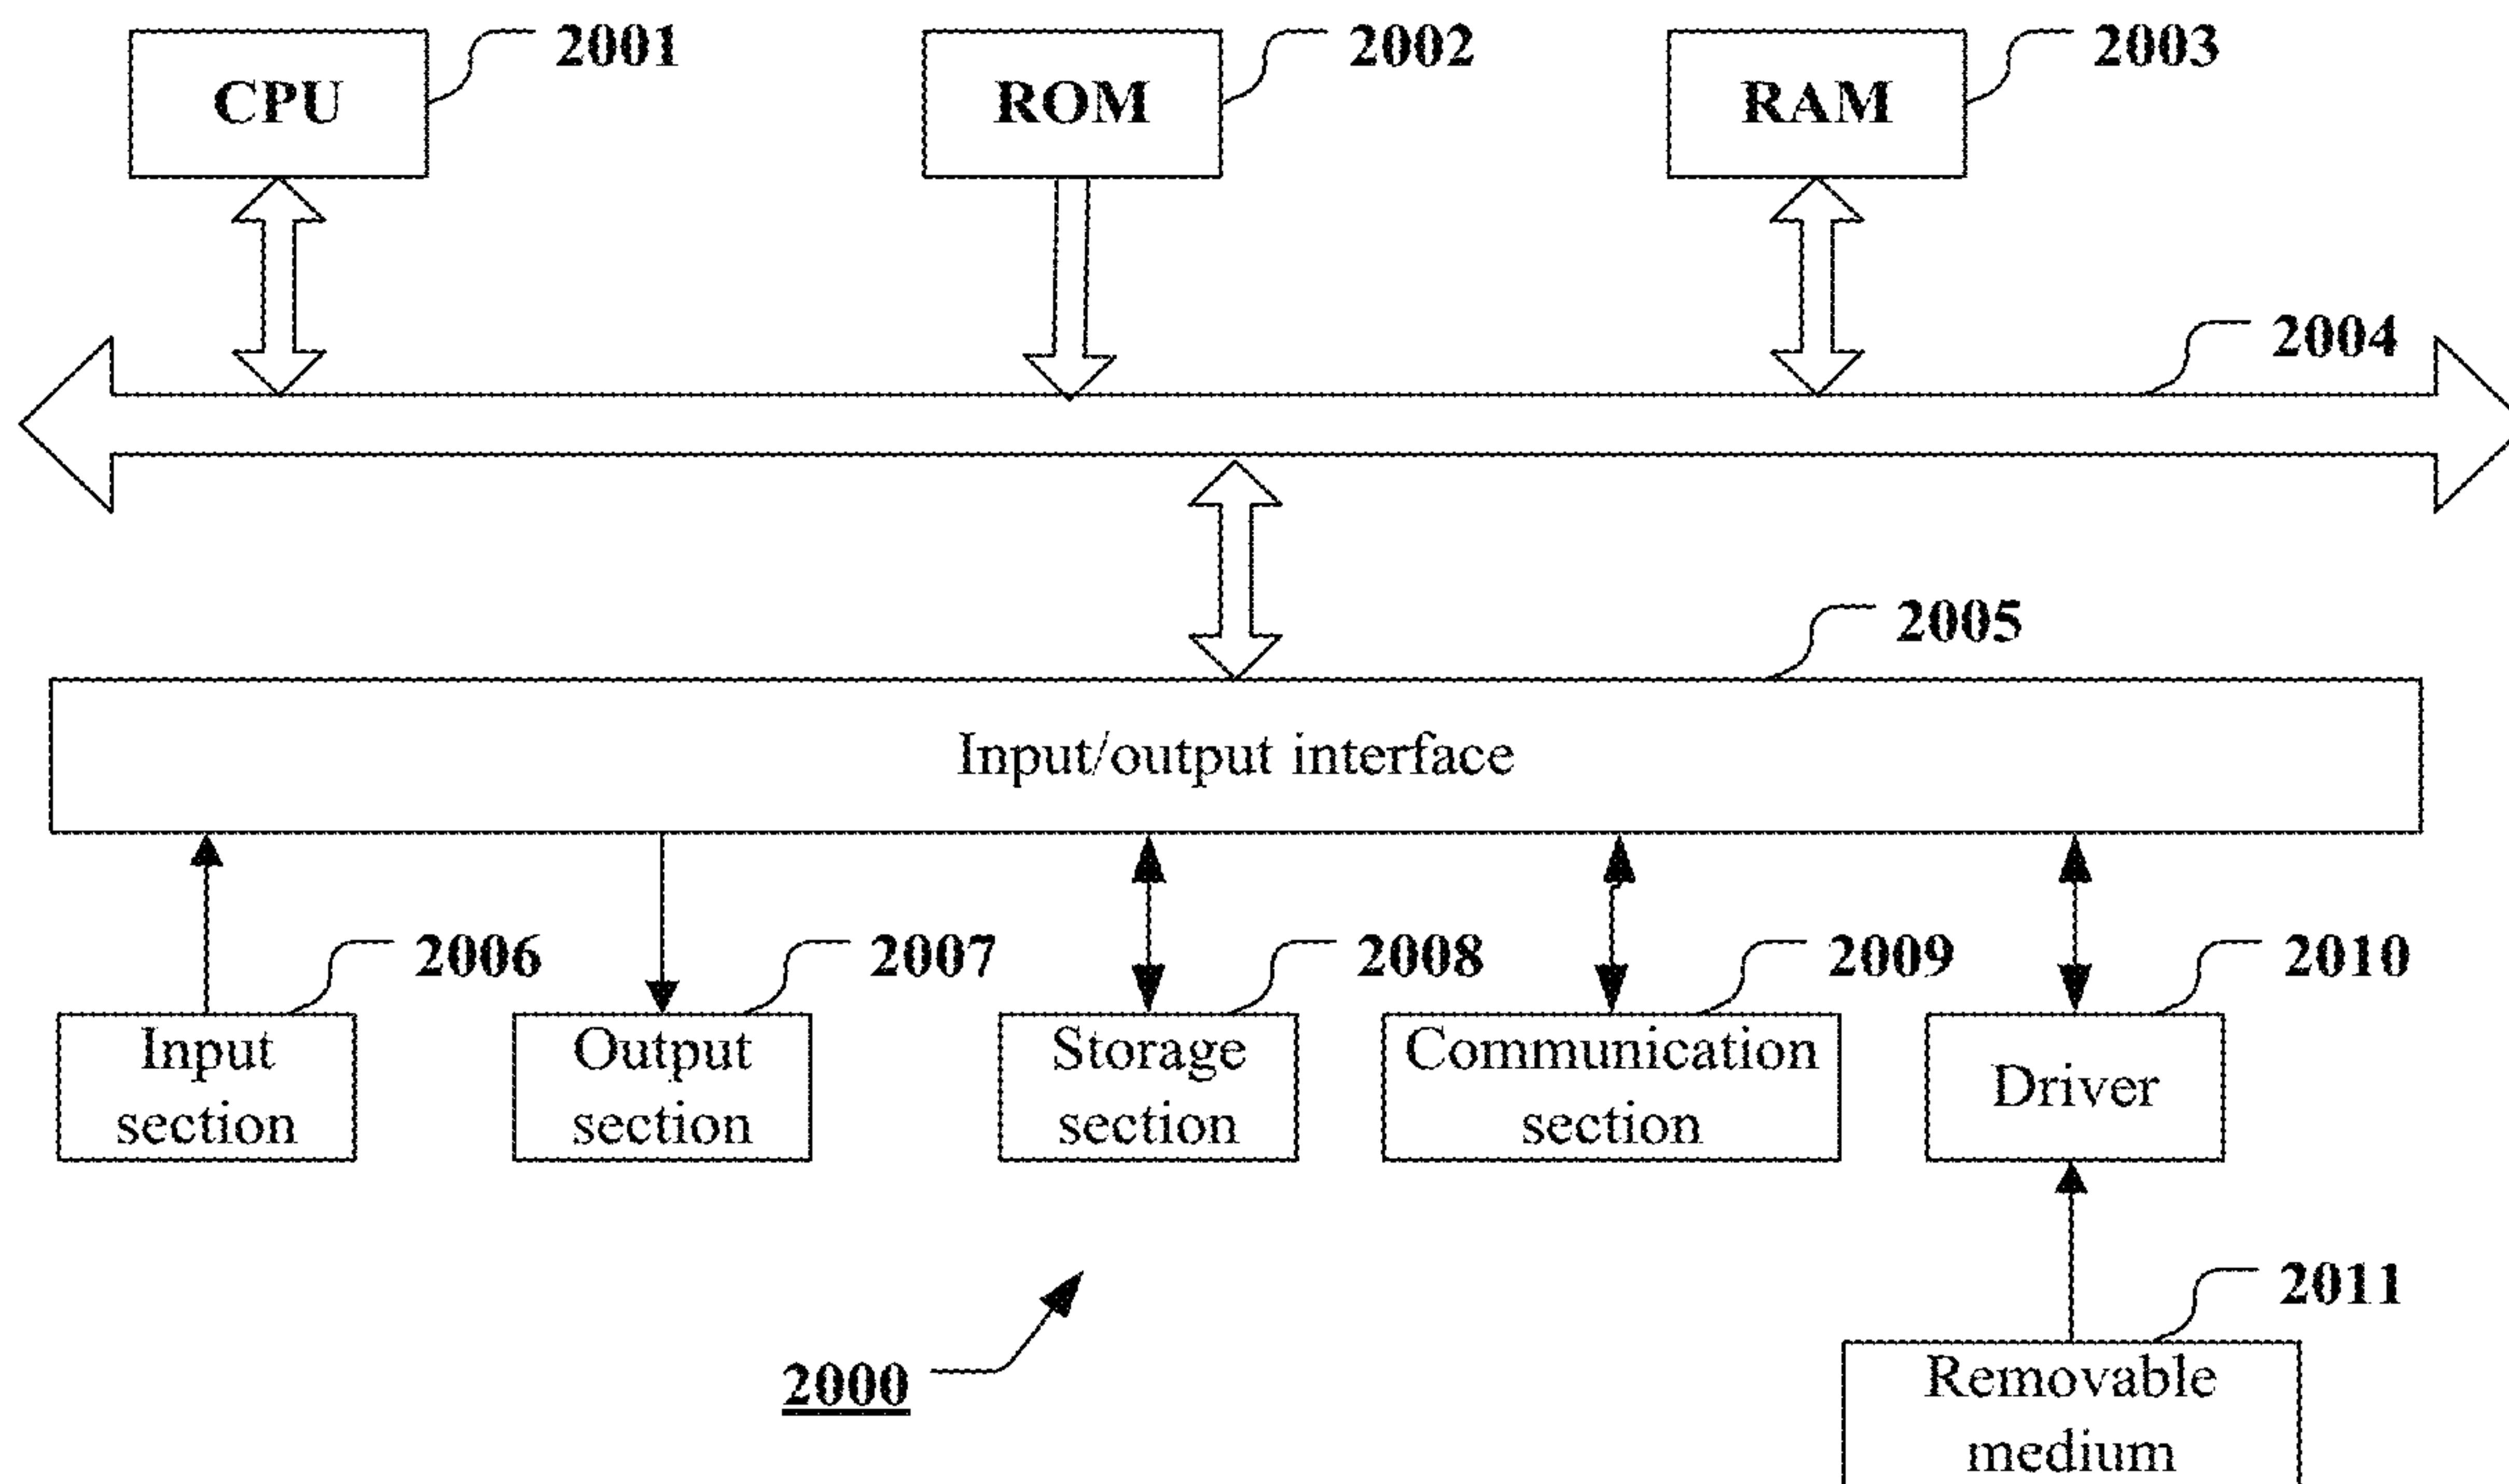 CPU
2001
ROM
2002
RAM
2003
2004
2005
Input/output interface
2006
2007
2008
2009
2010
Input
section
Output
section
Storage
section
Communication
section
Driver
2011
2000
Removable
medium